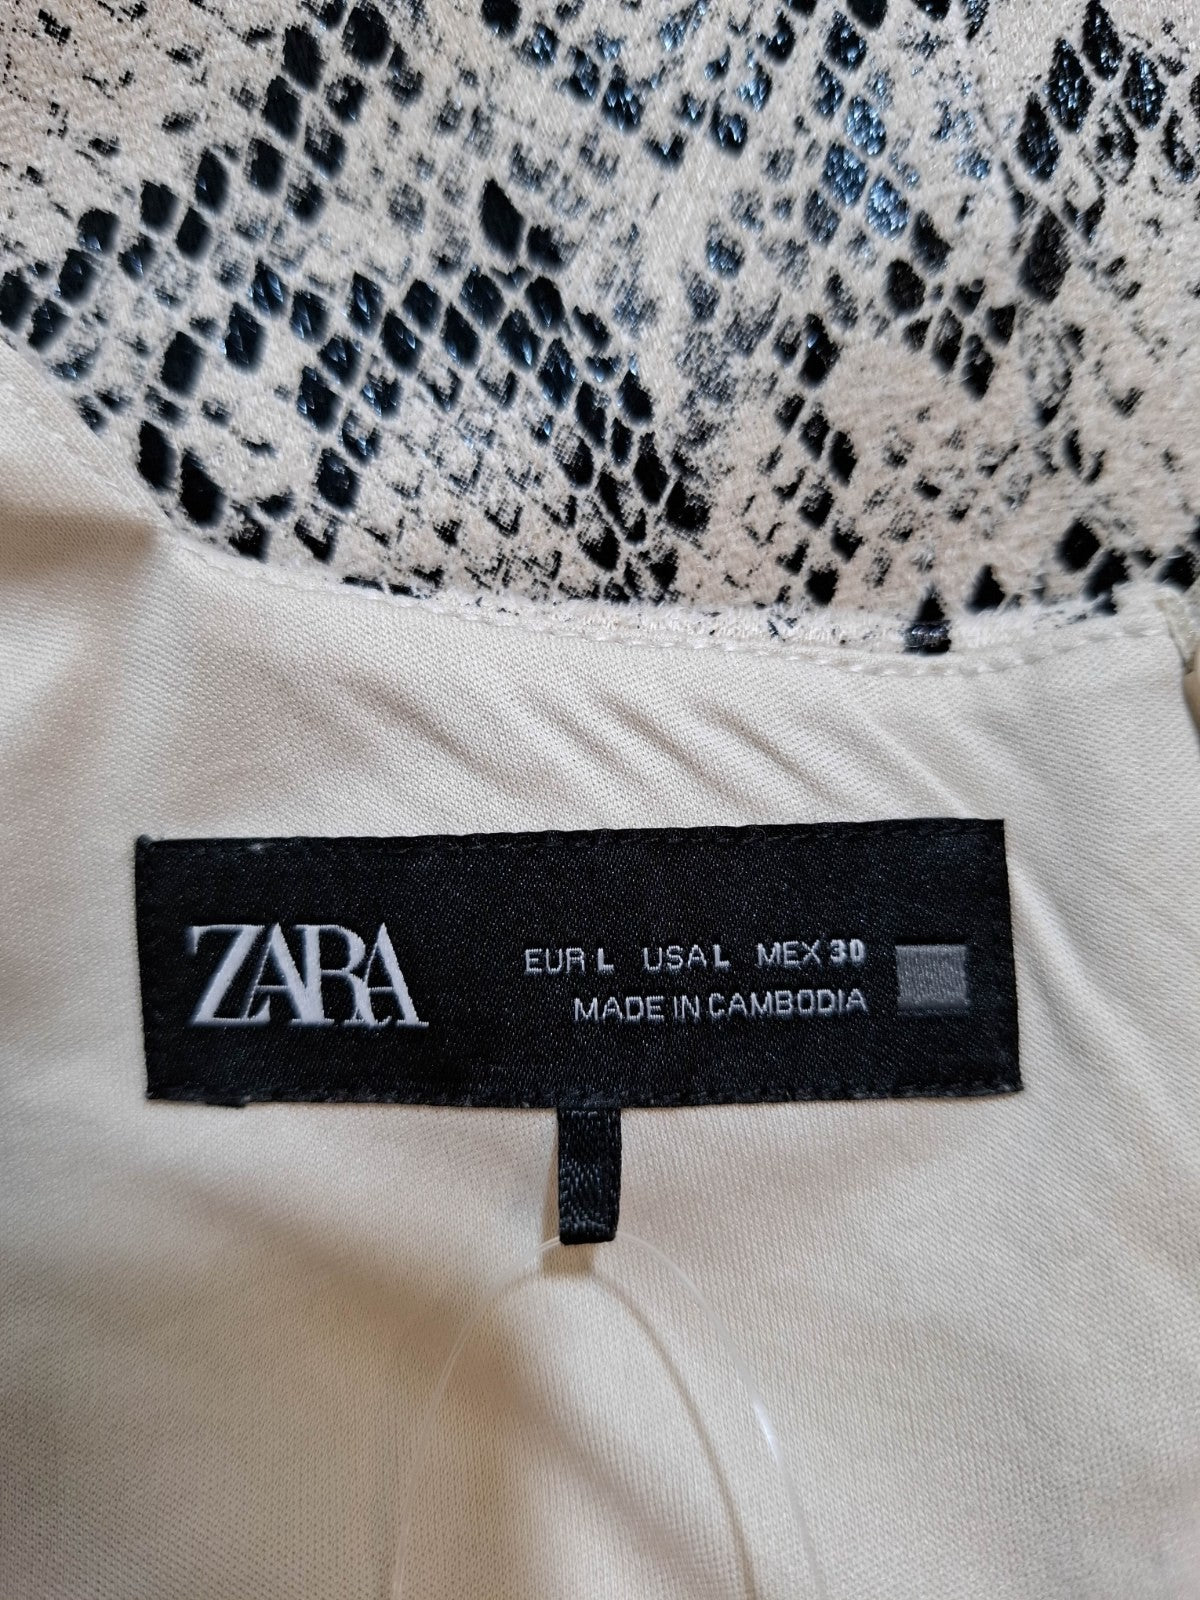 ZARA
EUR L USA L MEX 30
MADE IN CAMBODIA